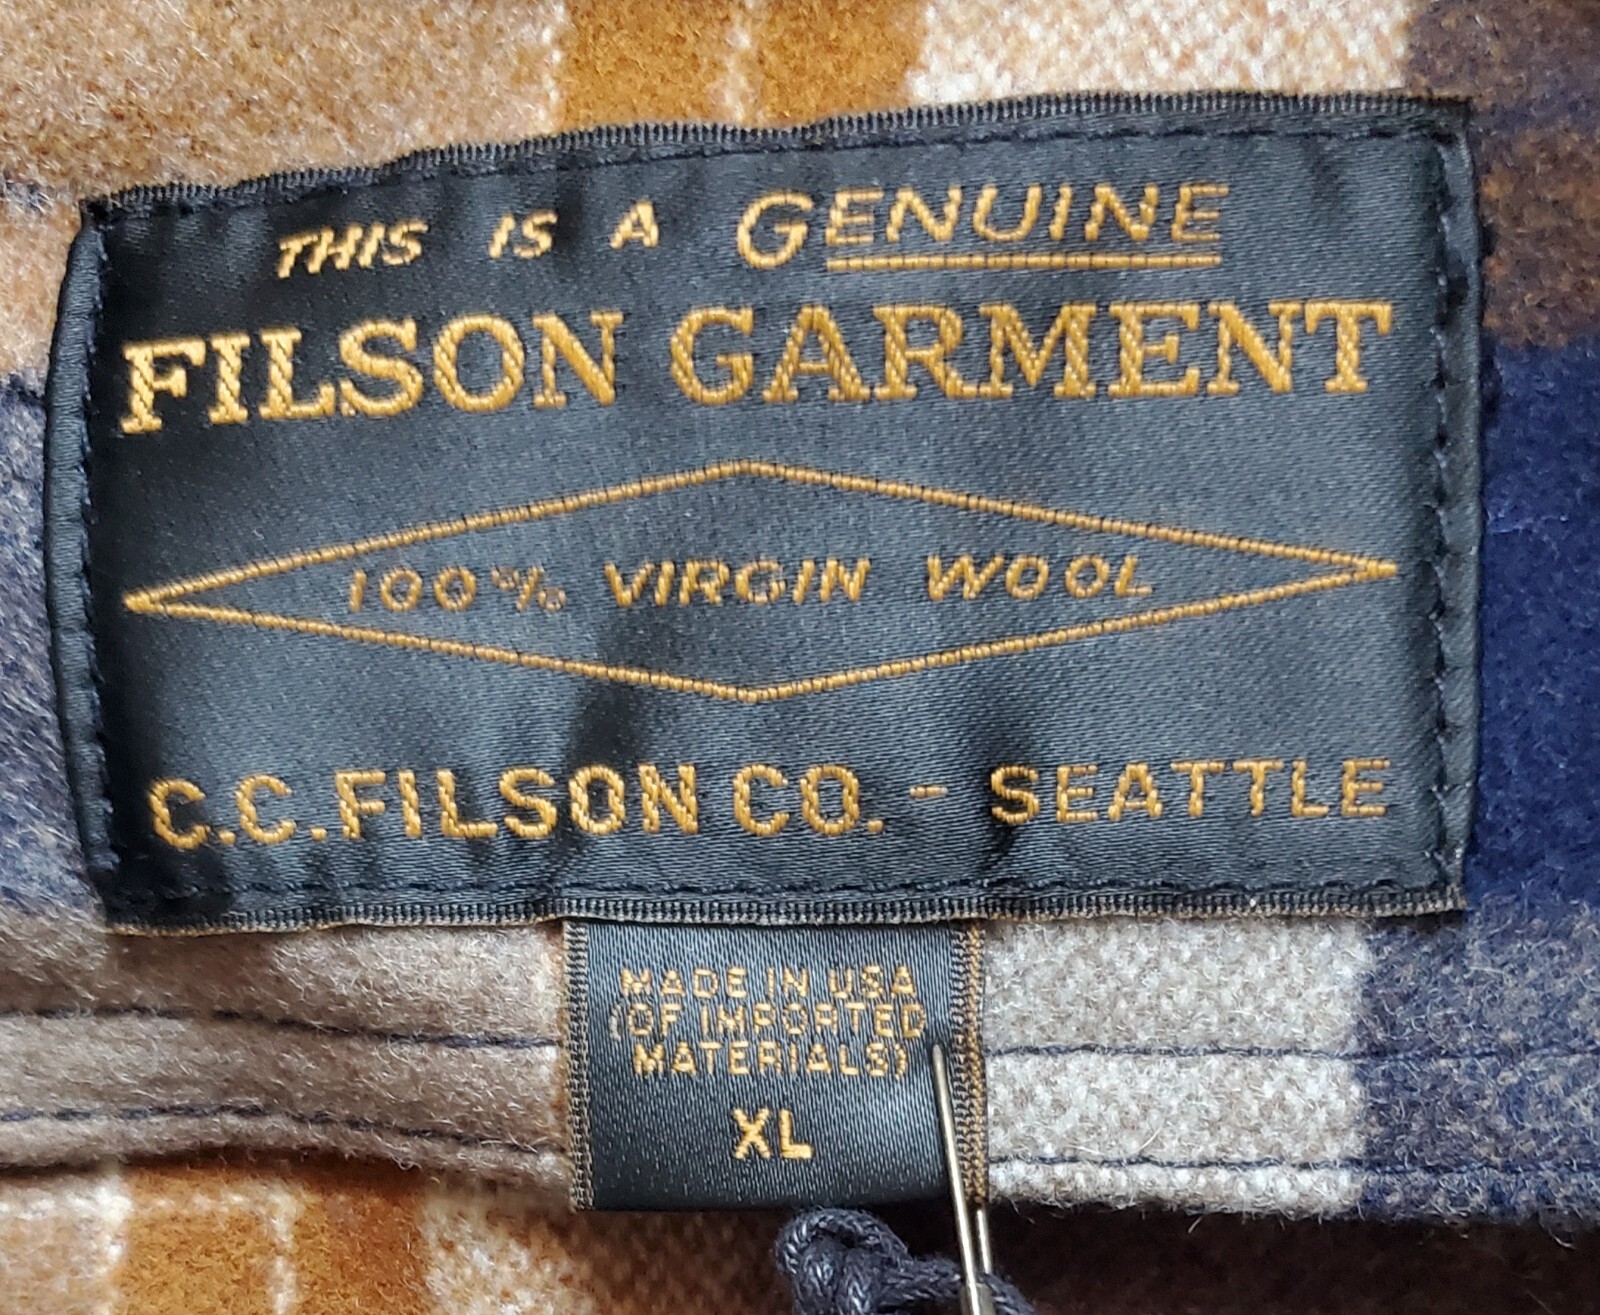 THIS IS A GENUINE
FILSON GARMENT
100% VIRGIN WOOL
C.C. FILSON CO. - SEATTLE
MADE IN USA
(OF IMPORTED
MATERIALS)
XL